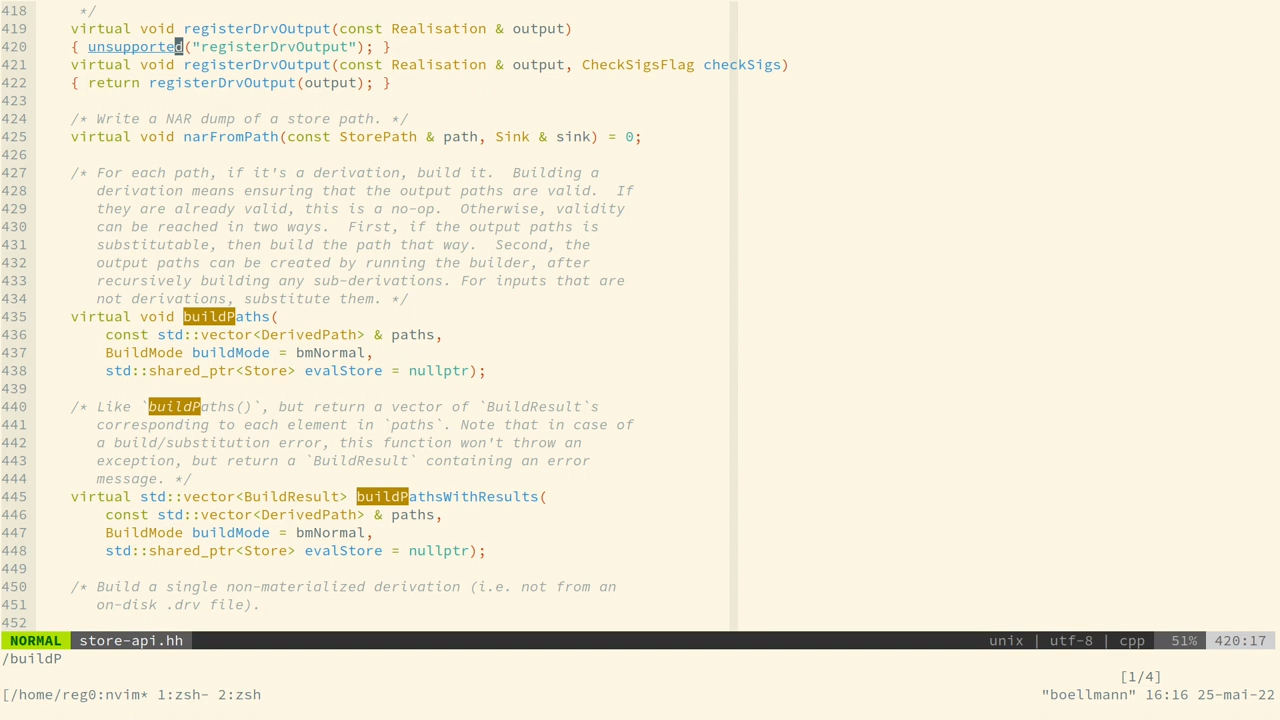 418      */
419     virtual void registerDrvOutput(const Realisation & output)
420     { unsupported("registerDrvOutput"); }
421     virtual void registerDrvOutput(const Realisation & output, CheckSigsFlag checkSigs)
422     { return registerDrvOutput(output); }
423
424     /* Write a NAR dump of a store path. */
425     virtual void narFromPath(const StorePath & path, Sink & sink) = 0;
426
427     /* For each path, if it's a derivation, build it.  Building a
428        derivation means ensuring that the output paths are valid.  If
429        they are already valid, this is a no-op.  Otherwise, validity
430        can be reached in two ways.  First, if the output paths is
431        substitutable, then build the path that way.  Second, the
432        output paths can be created by running the builder, after
433        recursively building any sub-derivations. For inputs that are
434        not derivations, substitute them. */
435     virtual void buildPaths(
436         const std::vector<DerivedPath> & paths,
437         BuildMode buildMode = bmNormal,
438         std::shared_ptr<Store> evalStore = nullptr);
439
440     /* Like `buildPaths()`, but return a vector of `BuildResult`s
441        corresponding to each element in `paths`. Note that in case of
442        a build/substitution error, this function won't throw an
443        exception, but return a `BuildResult` containing an error
444        message. */
445     virtual std::vector<BuildResult> buildPathsWithResults(
446         const std::vector<DerivedPath> & paths,
447         BuildMode buildMode = bmNormal,
448         std::shared_ptr<Store> evalStore = nullptr);
449
450     /* Build a single non-materialized derivation (i.e. not from an
451        on-disk .drv file).
452
NORMAL store-api.hh unix | utf-8 | cpp 51% 420:17
/buildP
[1/4]
[/home/reg0:nvim* 1:zsh- 2:zsh "boellmann" 16:16 25-mai-22